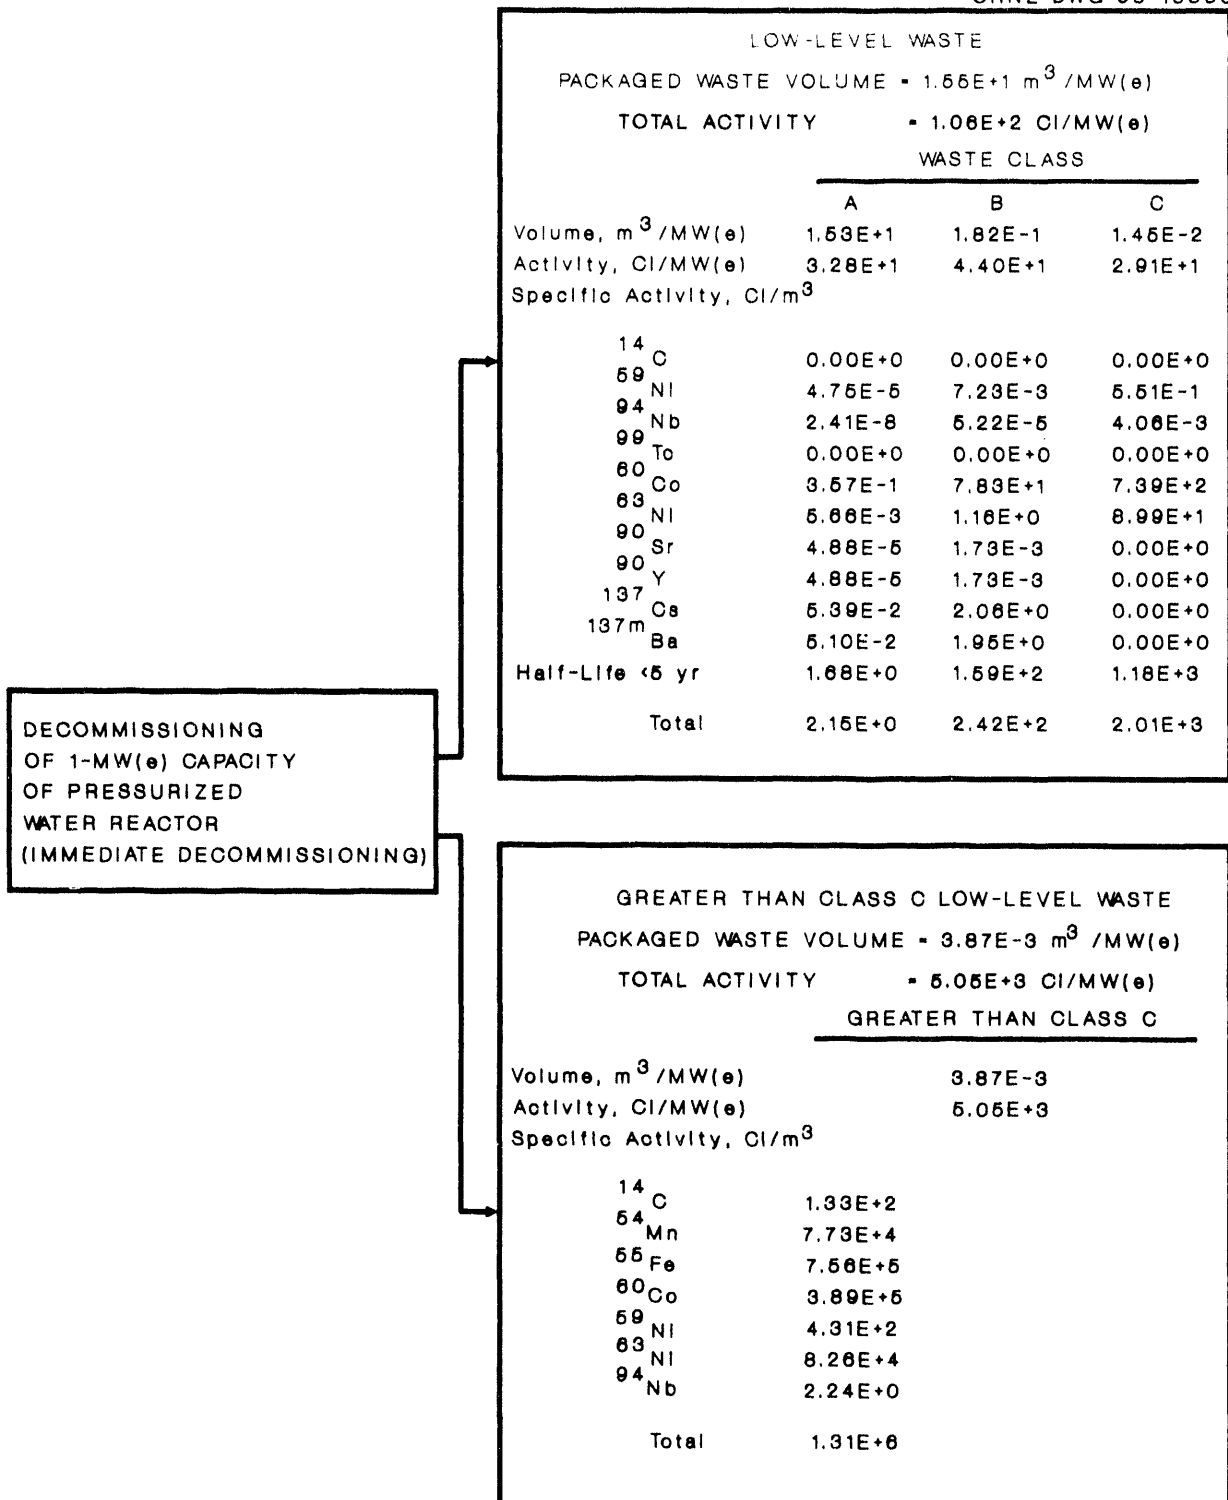 LOW-LEVEL WASTE
PACKAGED WASTE VOLUME = 1.55E+1 m³/MW(e)
TOTAL ACTIVITY = 1.06E+2 Ci/MW(e)
WASTE CLASS
A B C
Volume, m³/MW(e) 1.53E+1 1.82E-1 1.45E-2
Activity, Ci/MW(e) 3.28E+1 4.40E+1 2.91E+1
Specific Activity, Ci/m³
¹⁴C 0.00E+0 0.00E+0 0.00E+0
⁵⁹Ni 4.75E-5 7.23E-3 5.51E-1
⁹⁴Nb 2.41E-8 5.22E-5 4.06E-3
⁹⁹Tc 0.00E+0 0.00E+0 0.00E+0
⁶⁰Co 3.57E-1 7.83E+1 7.39E+2
⁶³Ni 5.66E-3 1.16E+0 8.99E+1
⁹⁰Sr 4.88E-5 1.73E-3 0.00E+0
⁹⁰Y 4.88E-5 1.73E-3 0.00E+0
¹³⁷Cs 5.39E-2 2.06E+0 0.00E+0
¹³⁷ᵐBa 5.10E-2 1.95E+0 0.00E+0
Half-Life <5 yr 1.68E+0 1.59E+2 1.18E+3
Total 2.15E+0 2.42E+2 2.01E+3
DECOMMISSIONING
OF 1-MW(e) CAPACITY
OF PRESSURIZED
WATER REACTOR
(IMMEDIATE DECOMMISSIONING)
GREATER THAN CLASS C LOW-LEVEL WASTE
PACKAGED WASTE VOLUME = 3.87E-3 m³ /MW(e)
TOTAL ACTIVITY = 5.05E+3 Ci/MW(e)
GREATER THAN CLASS C
Volume, m³/MW(e) 3.87E-3
Activity, Ci/MW(e) 5.05E+3
Specific Activity, Ci/m³
¹⁴C 1.33E+2
⁵⁴Mn 7.73E+4
⁵⁵Fe 7.56E+5
⁶⁰Co 3.89E+5
⁵⁹Ni 4.31E+2
⁶³Ni 8.26E+4
⁹⁴Nb 2.24E+0
Total 1.31E+6